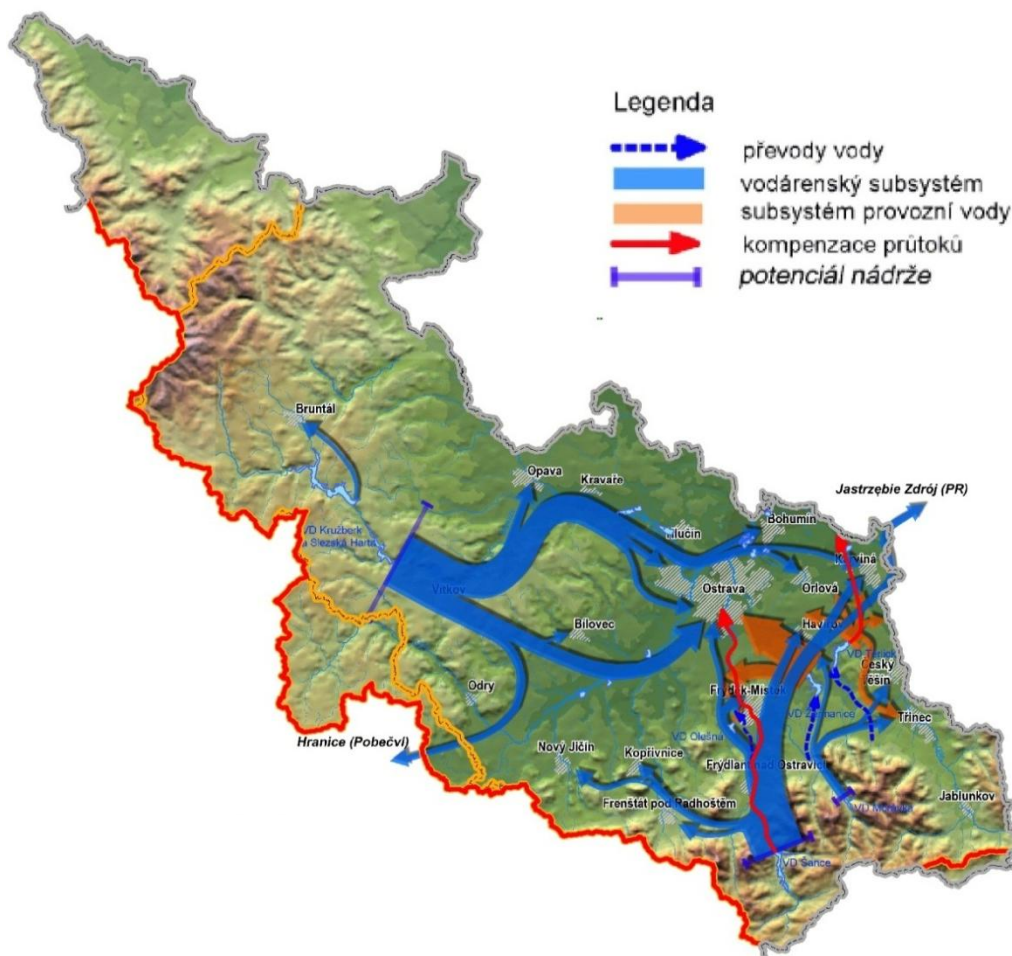 Legenda
převody vody
vodárenský subsystém
subsystém provozní vody
kompenzace průtoků
potenciál nádrže
Bruntál
Opava
Kravaře
Jastrzębie Zdrój (PR)
Bohumín
Hlučín
VD Kružberk
a Slezská Harta
Karviná
Vítkov
Ostrava
Orlová
Bílovec
Havířov
VD Těrlick
Český
Těšín
Odry
Frýdek-Místek
VD Žermanice
Třinec
Hranice (Pobečví)
VD Olešná
Nový Jičín
Kopřivnice
Frýdlant nad Ostravicí
Frenštát pod Radhoštěm
Jablunkov
VD Morávka
VD Šance